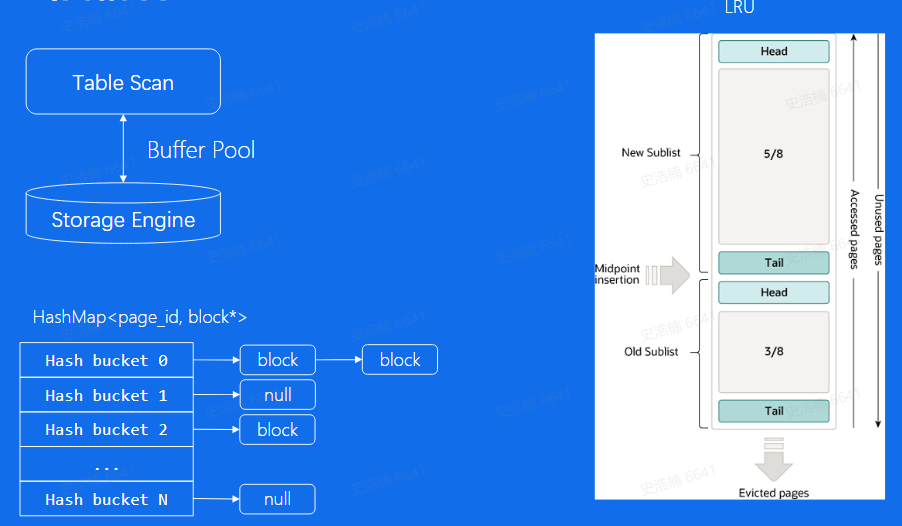 LRU
Table Scan
Buffer Pool
Storage Engine
HashMap<page_id, block*>
Hash bucket 0
block
block
Hash bucket 1
null
Hash bucket 2
block
...
Hash bucket N
null
Head
New Sublist
5/8
Tail
Midpoint
insertion
Head
Old Sublist
3/8
Tail
Accessed pages
Unused pages
Evicted pages
史浩楠 6641